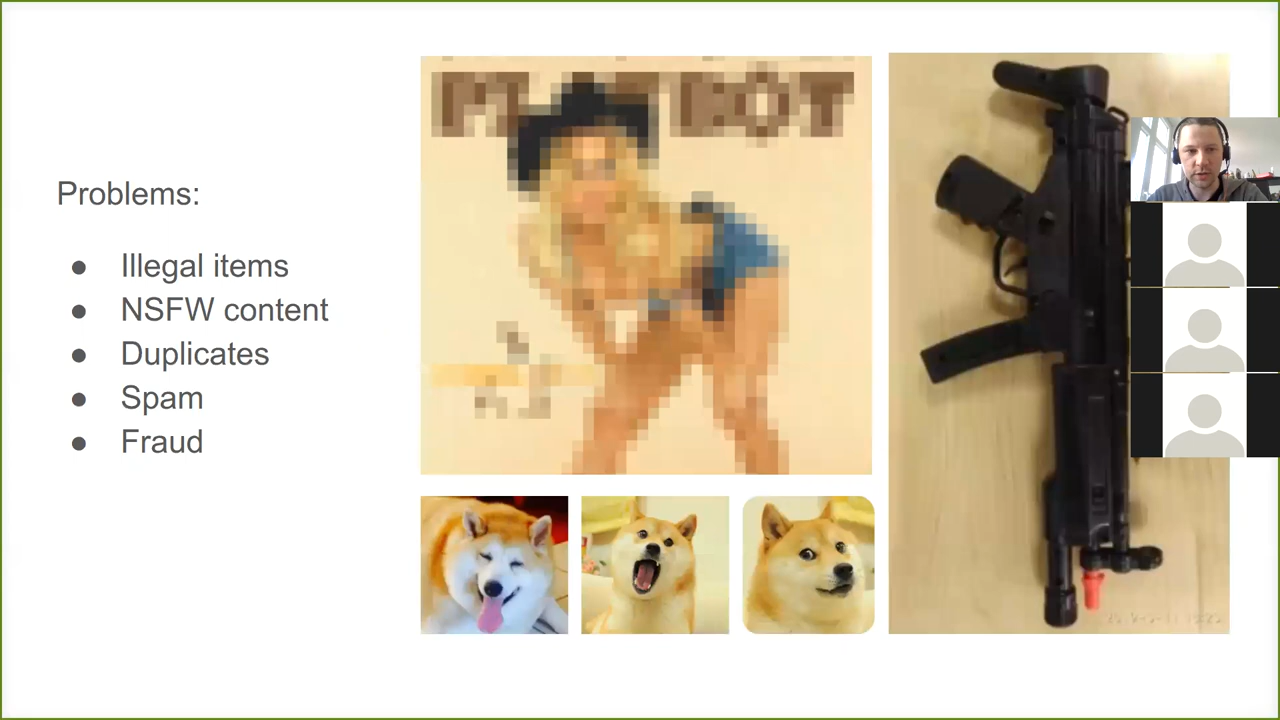 Problems:
● Illegal items
● NSFW content
● Duplicates
● Spam
● Fraud